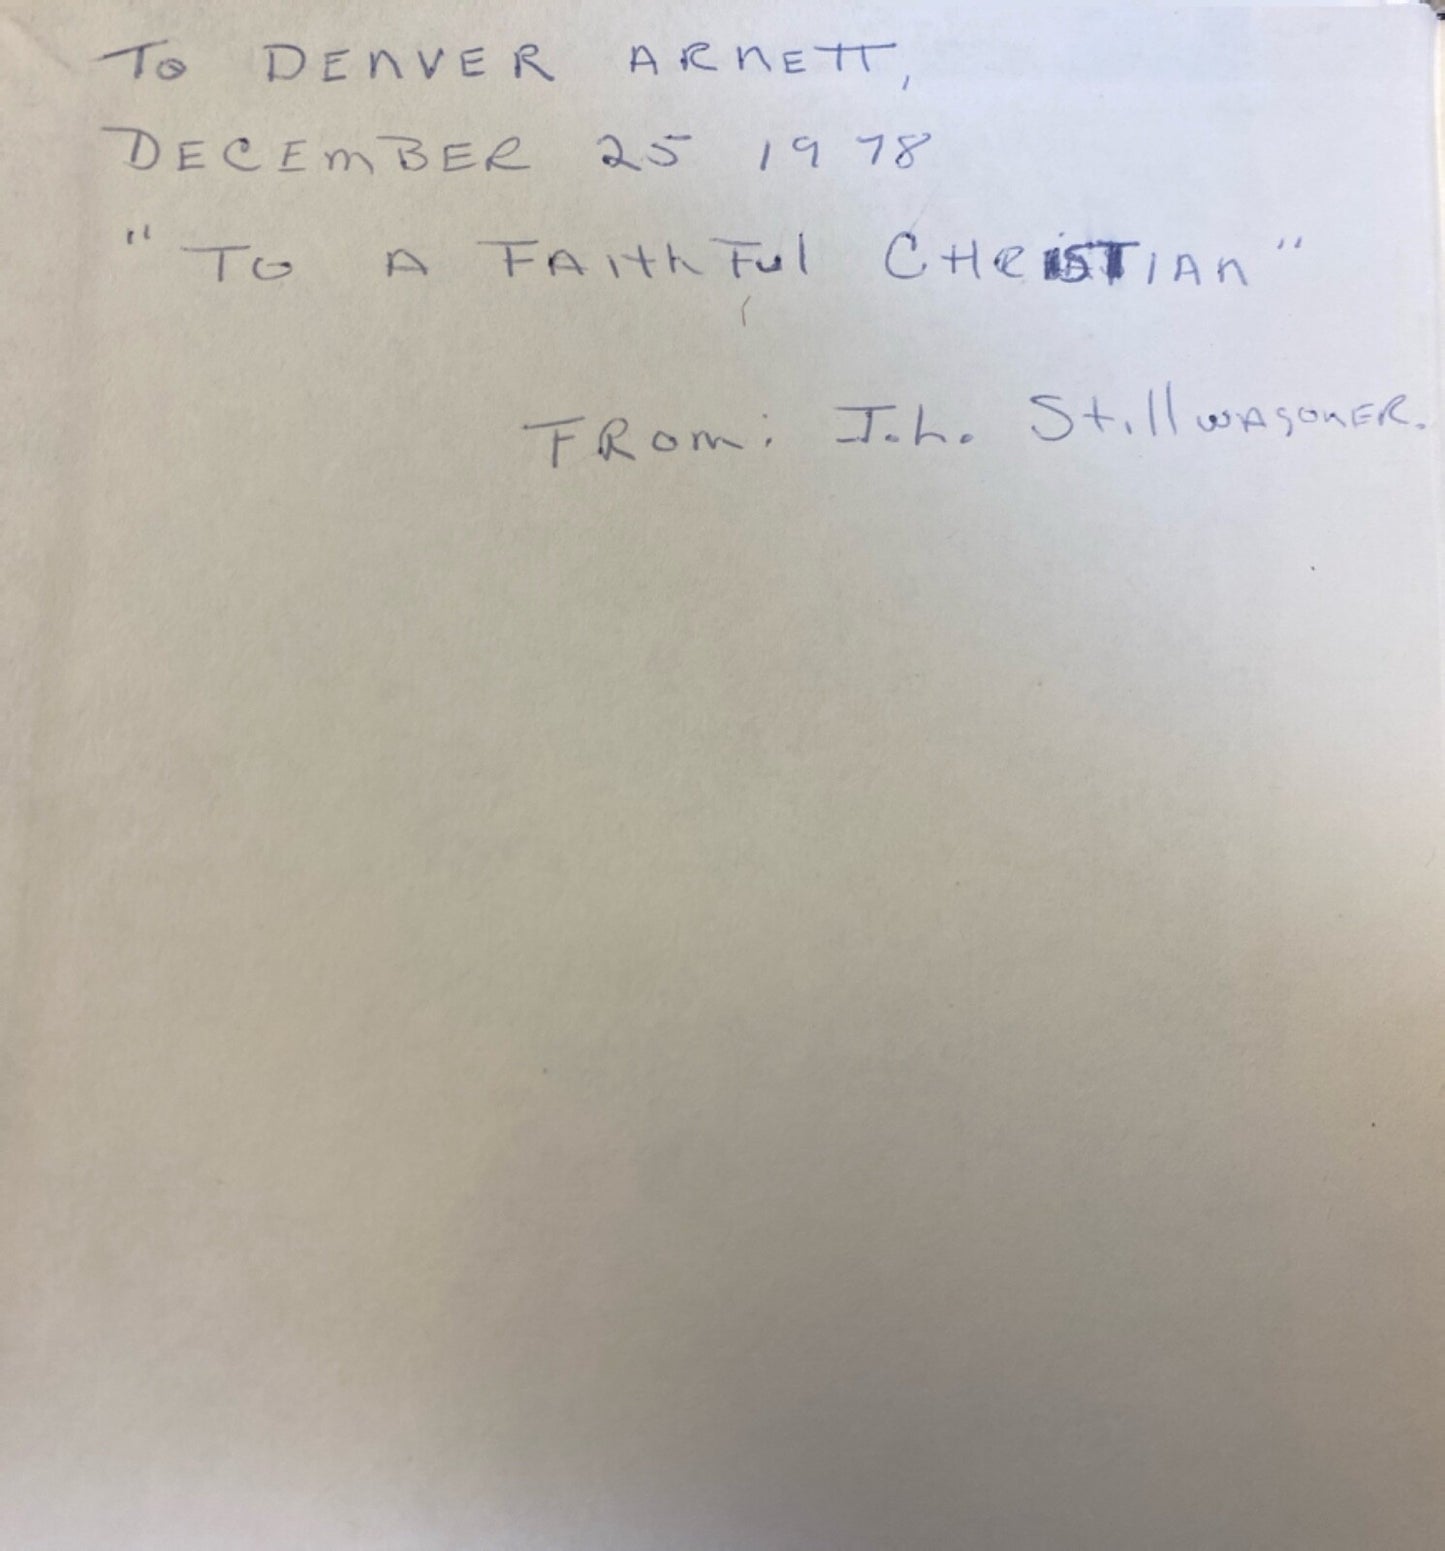 To DENVER ARNETT,
DECEMBER 25 1978
"To A FAithFul CHRISTIAN"
FROM: J.L. StillwAGONER.